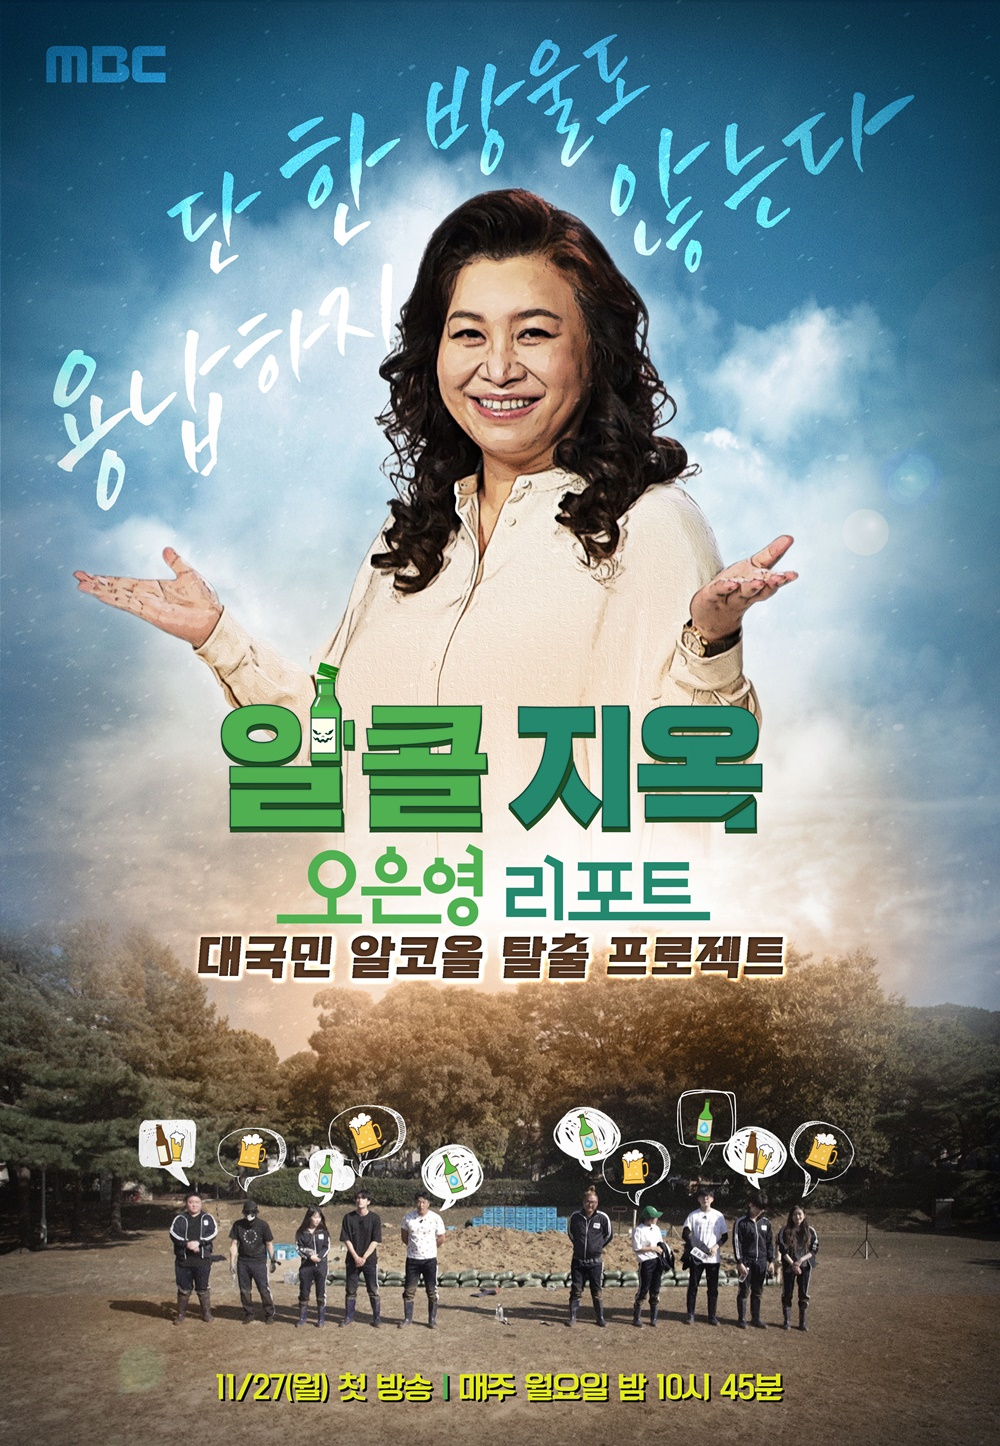 MBC
단 한 방울도
용납하지 않는다
알콜 지옥
오은영 리포트
대국민 알코올 탈출 프로젝트
11/27(월) 첫 방송 | 매주 월요일 밤 10시 45분